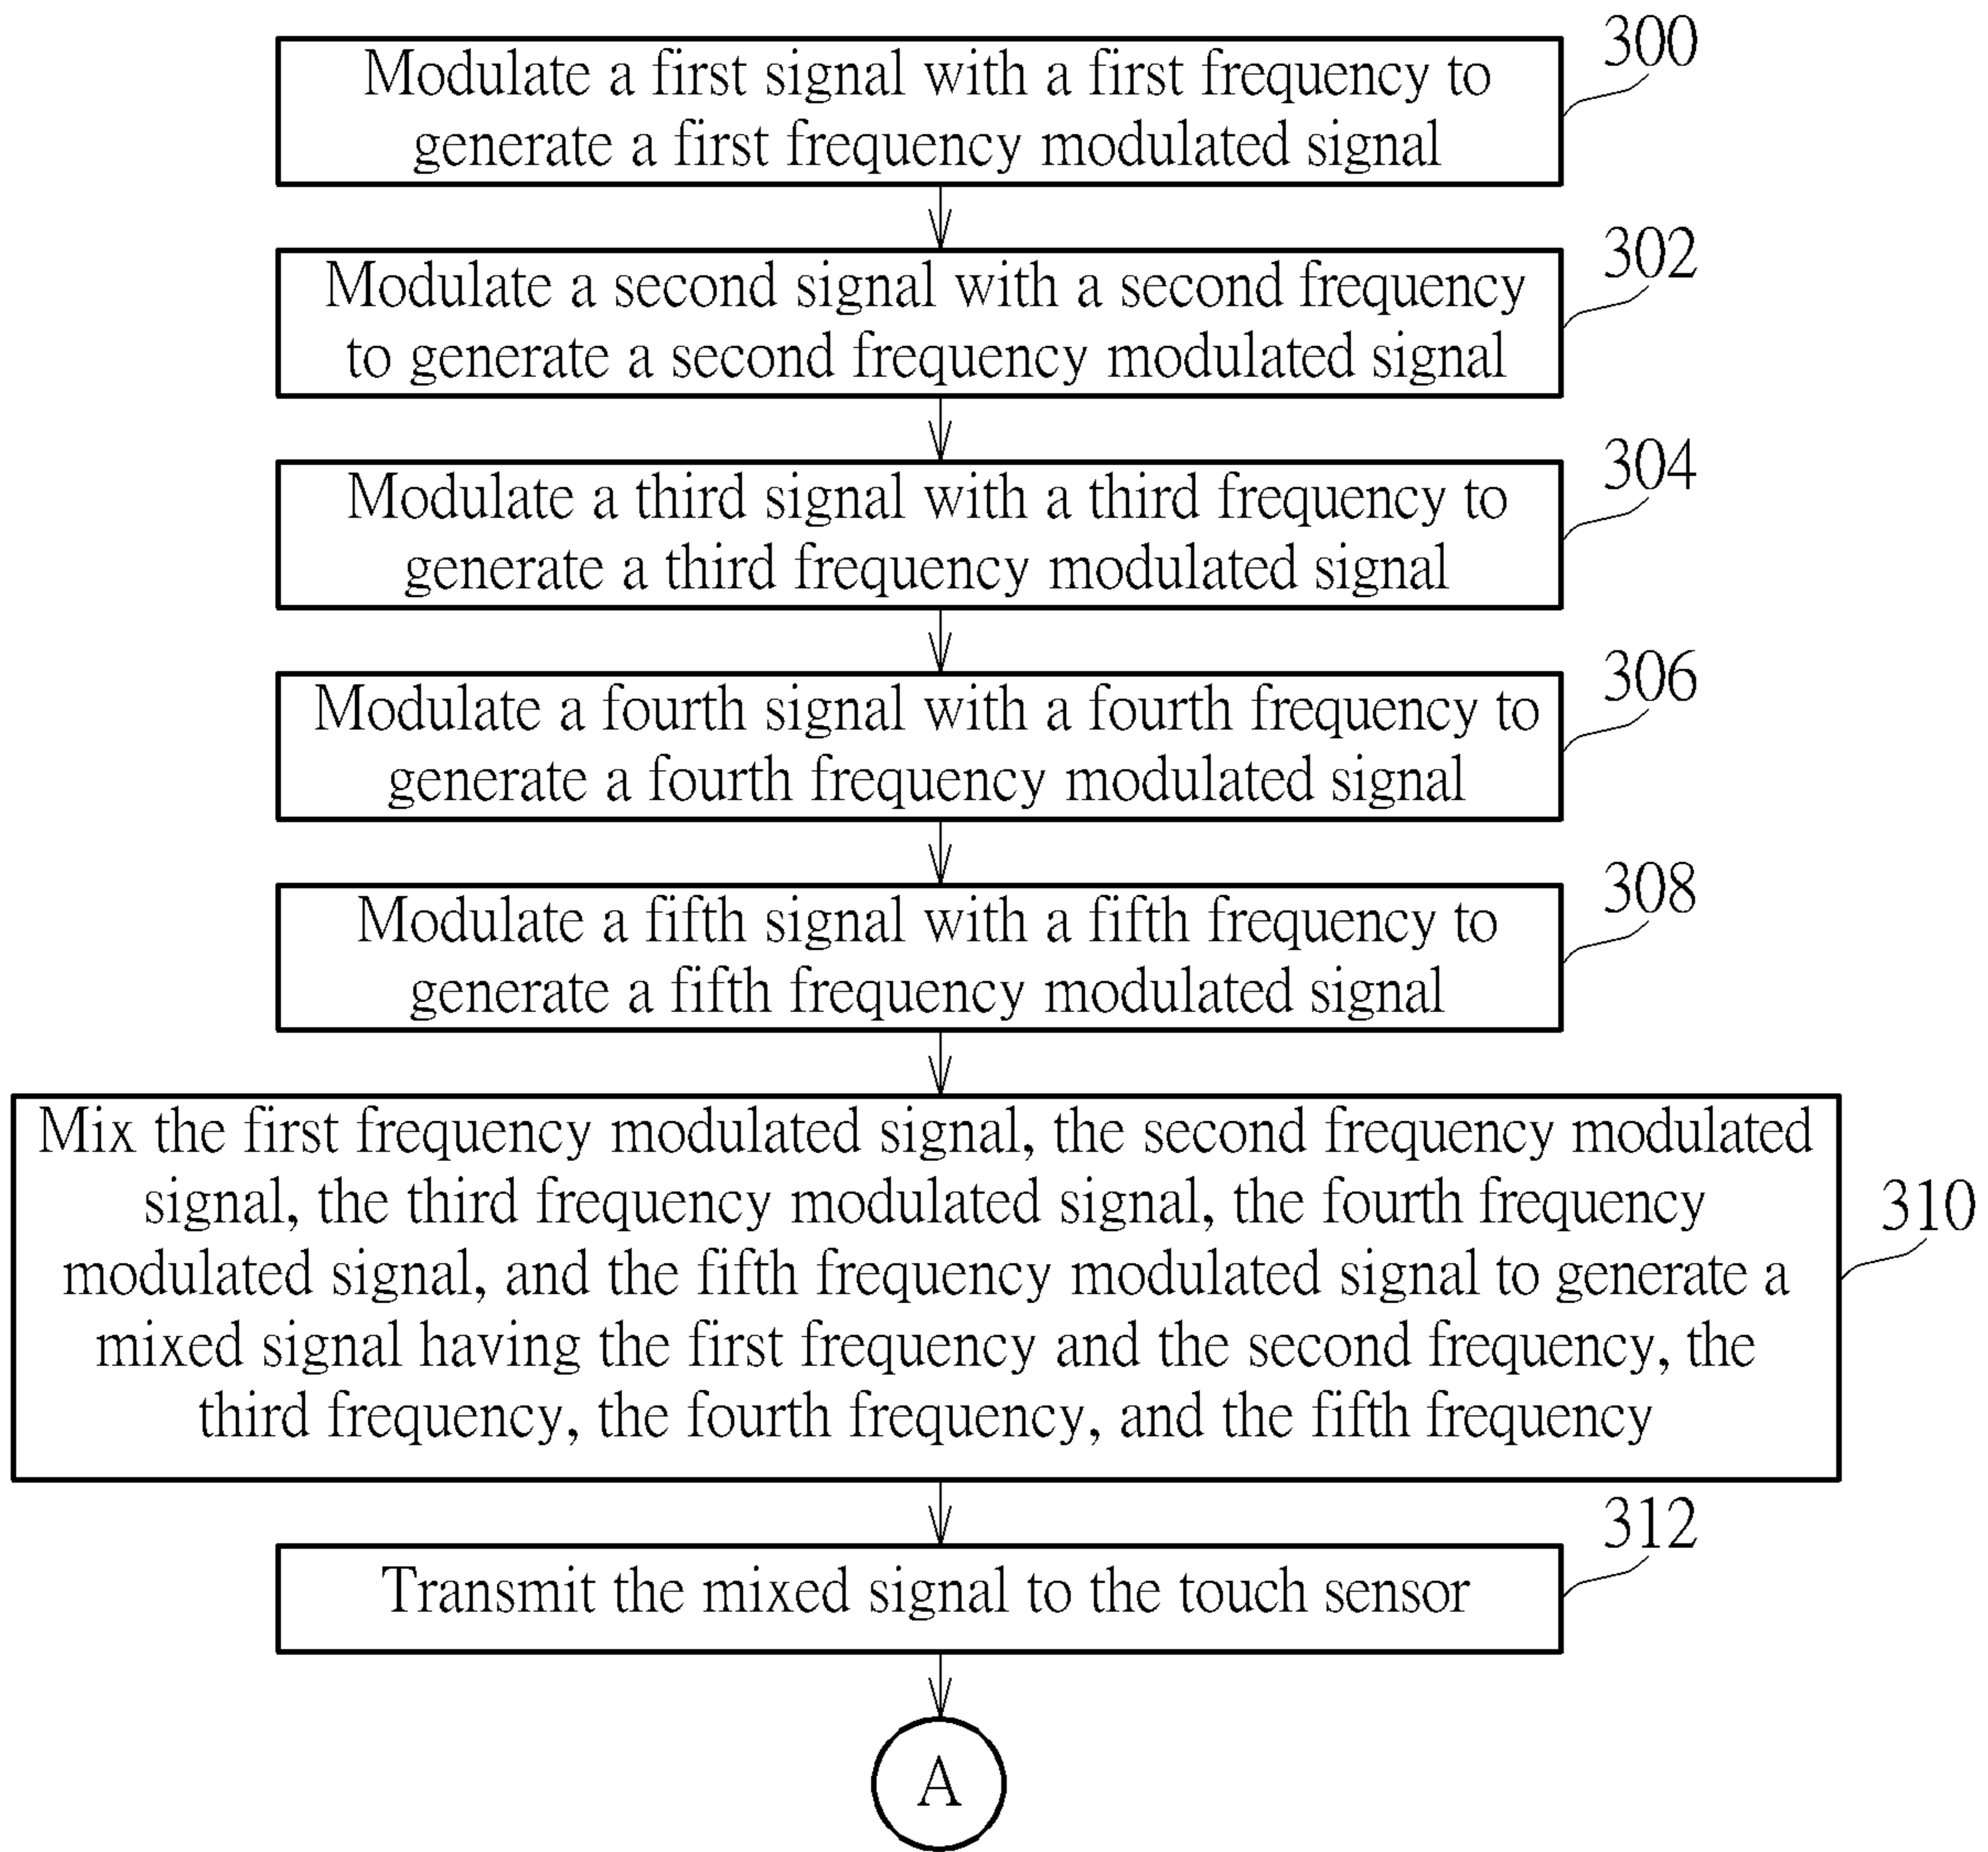 300
Modulate a first signal with a first frequency to
generate a first frequency modulated signal
302
Modulate a second signal with a second frequency
to generate a second frequency modulated signal
304
Modulate a third signal with a third frequency to
generate a third frequency modulated signal
306
Modulate a fourth signal with a fourth frequency to
generate a fourth frequency modulated signal
308
Modulate a fifth signal with a fifth frequency to
generate a fifth frequency modulated signal
Mix the first frequency modulated signal, the second frequency modulated
signal, the third frequency modulated signal, the fourth frequency
310
modulated signal, and the fifth frequency modulated signal to generate a
mixed signal having the first frequency and the second frequency, the
third frequency, the fourth frequency, and the fifth frequency
312
Transmit the mixed signal to the touch sensor
A